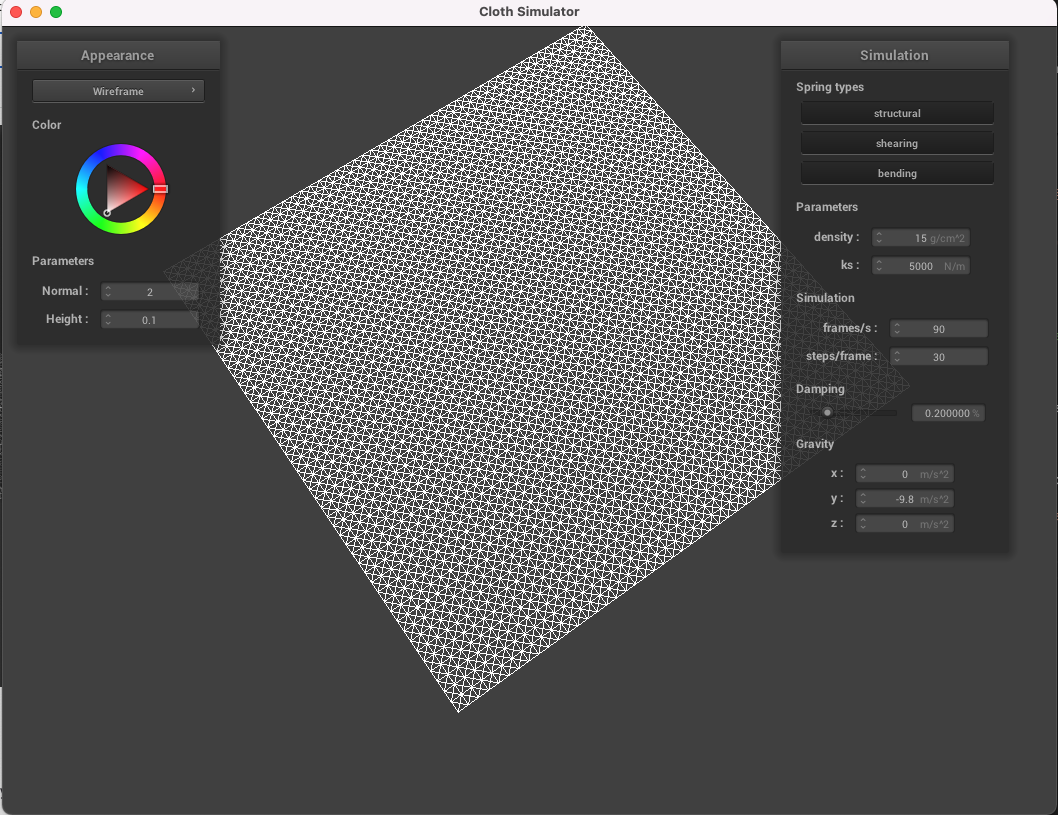 Cloth Simulator
Appearance
Wireframe
Color
Parameters
Normal : 2
Height : 0.1
Simulation
Spring types
structural
shearing
bending
Parameters
density : 15 g/cm^2
ks : 5000 N/m
Simulation
frames/s : 90
steps/frame : 30
Damping
0.200000 %
Gravity
x : 0 m/s^2
y : -9.8 m/s^2
z : 0 m/s^2